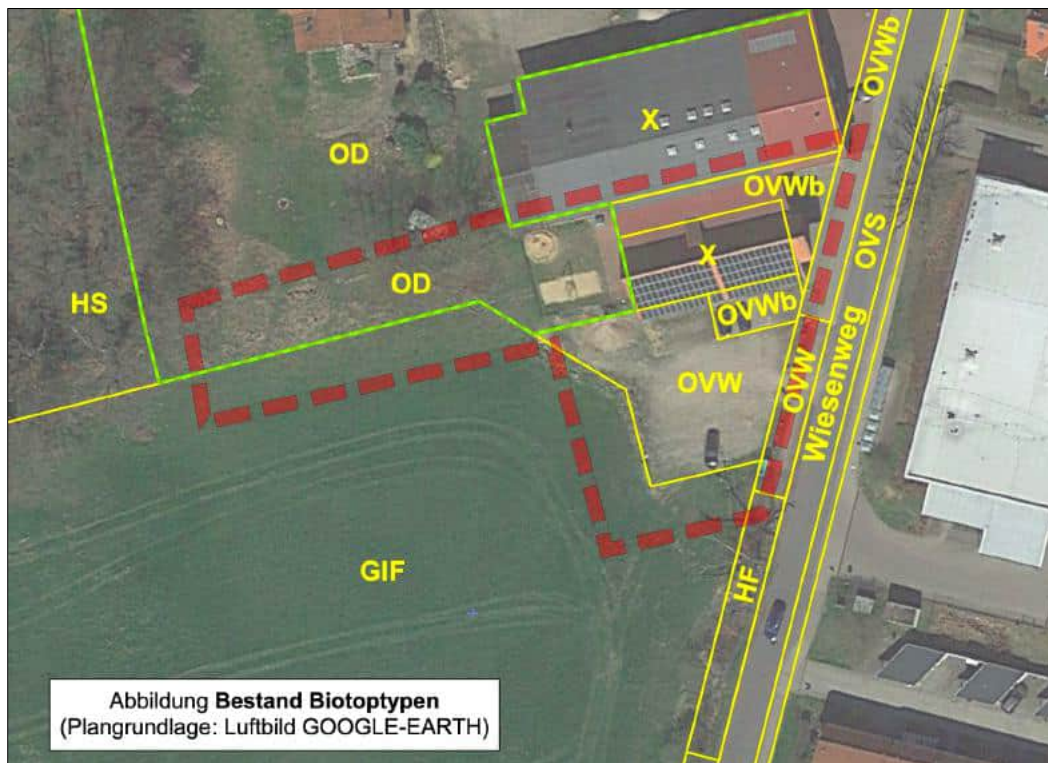 OVWb
X
OD
OVWb
OVS
X
OD
HS
OVWb
OVW
OVW
Wiesenweg
GIF
HF
Abbildung Bestand Biotoptypen
(Plangrundlage: Luftbild GOOGLE-EARTH)